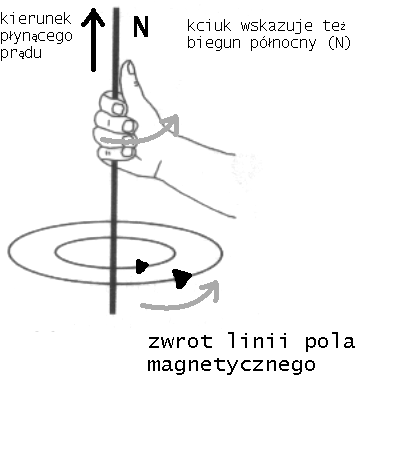 kierunek
płynącego
prądu
N
kciuk wskazuje też
biegun północny (N)
zwrot linii pola
magnetycznego